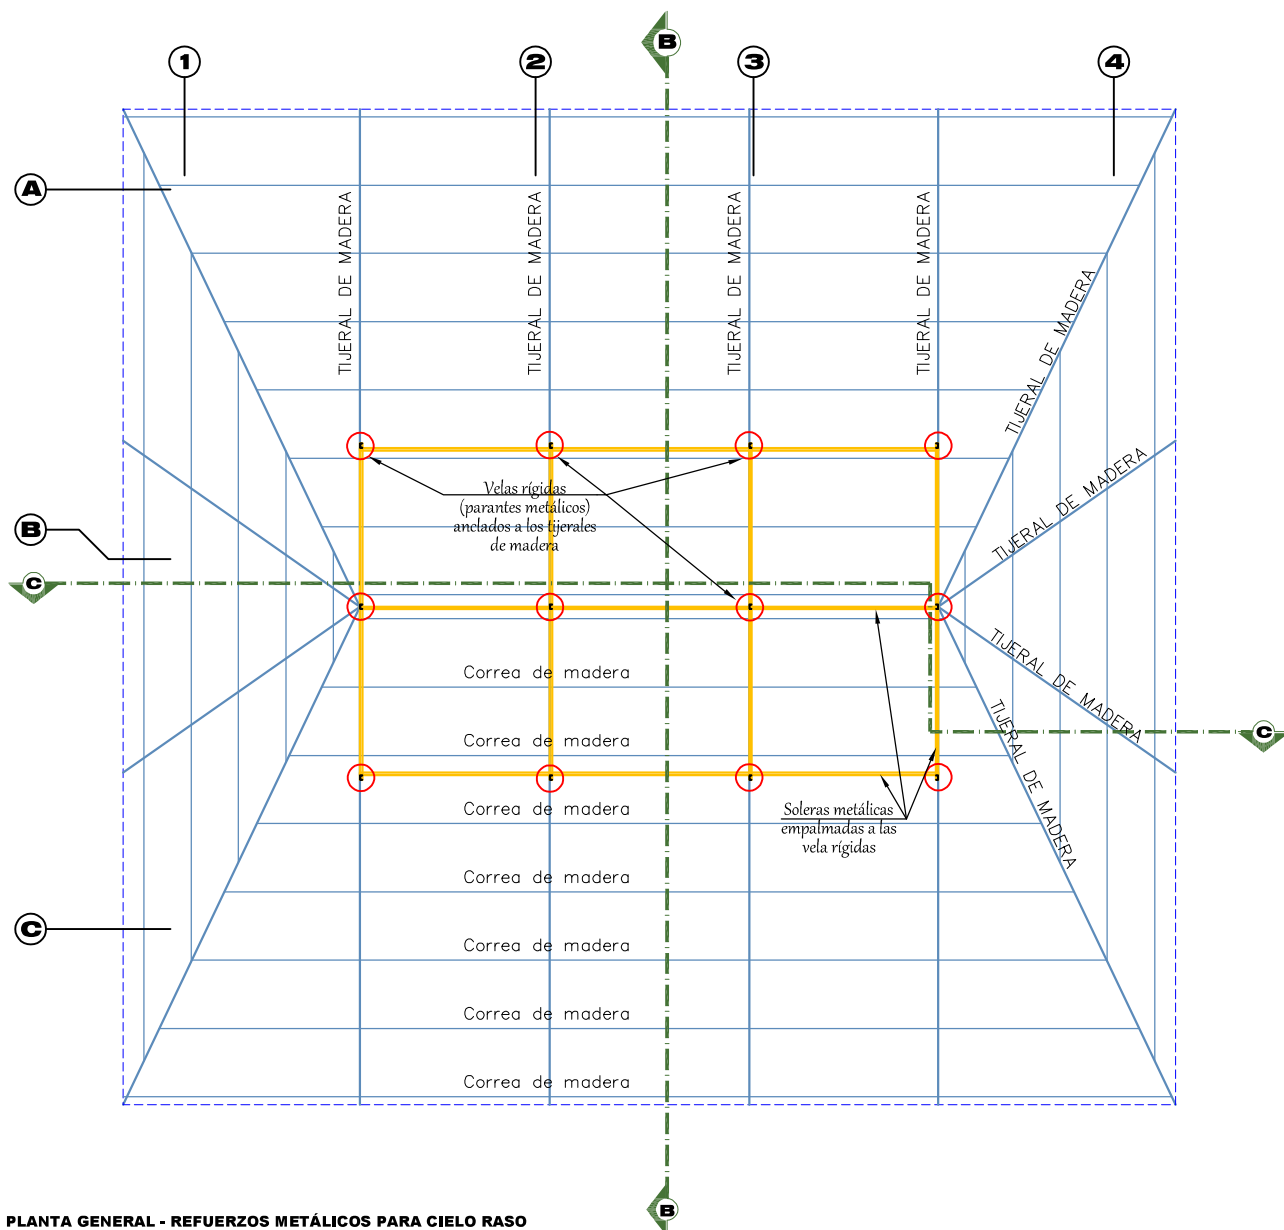 B
1
2
3
4
A
TIJERAL DE MADERA
TIJERAL DE MADERA
TIJERAL DE MADERA
TIJERAL DE MADERA
TIJERAL DE MADERA
TIJERAL DE MADERA
Velas rígidas
(parantes metálicos)
anclados a los tijerales
de madera
B
C
TIJERAL DE MADERA
TIJERAL DE MADERA
Correa de madera
C
Correa de madera
Correa de madera
Soleras metálicas
empalmadas a las
vela rígidas
Correa de madera
C
Correa de madera
Correa de madera
Correa de madera
B
PLANTA GENERAL - REFUERZOS METÁLICOS PARA CIELO RASO